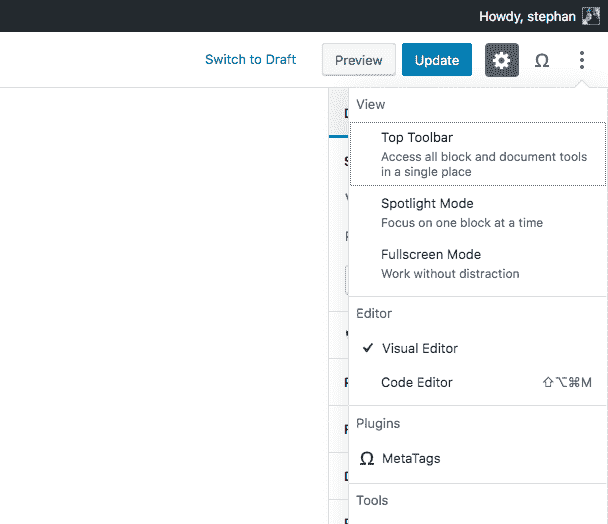 Howdy, stephan
Switch to Draft
Preview
Update
Ω
View
Top Toolbar
Access all block and document tools
in a single place
Spotlight Mode
Focus on one block at a time
Fullscreen Mode
Work without distraction
Editor
✓ Visual Editor
Code Editor ⇧⌥⌘M
Plugins
Ω MetaTags
Tools